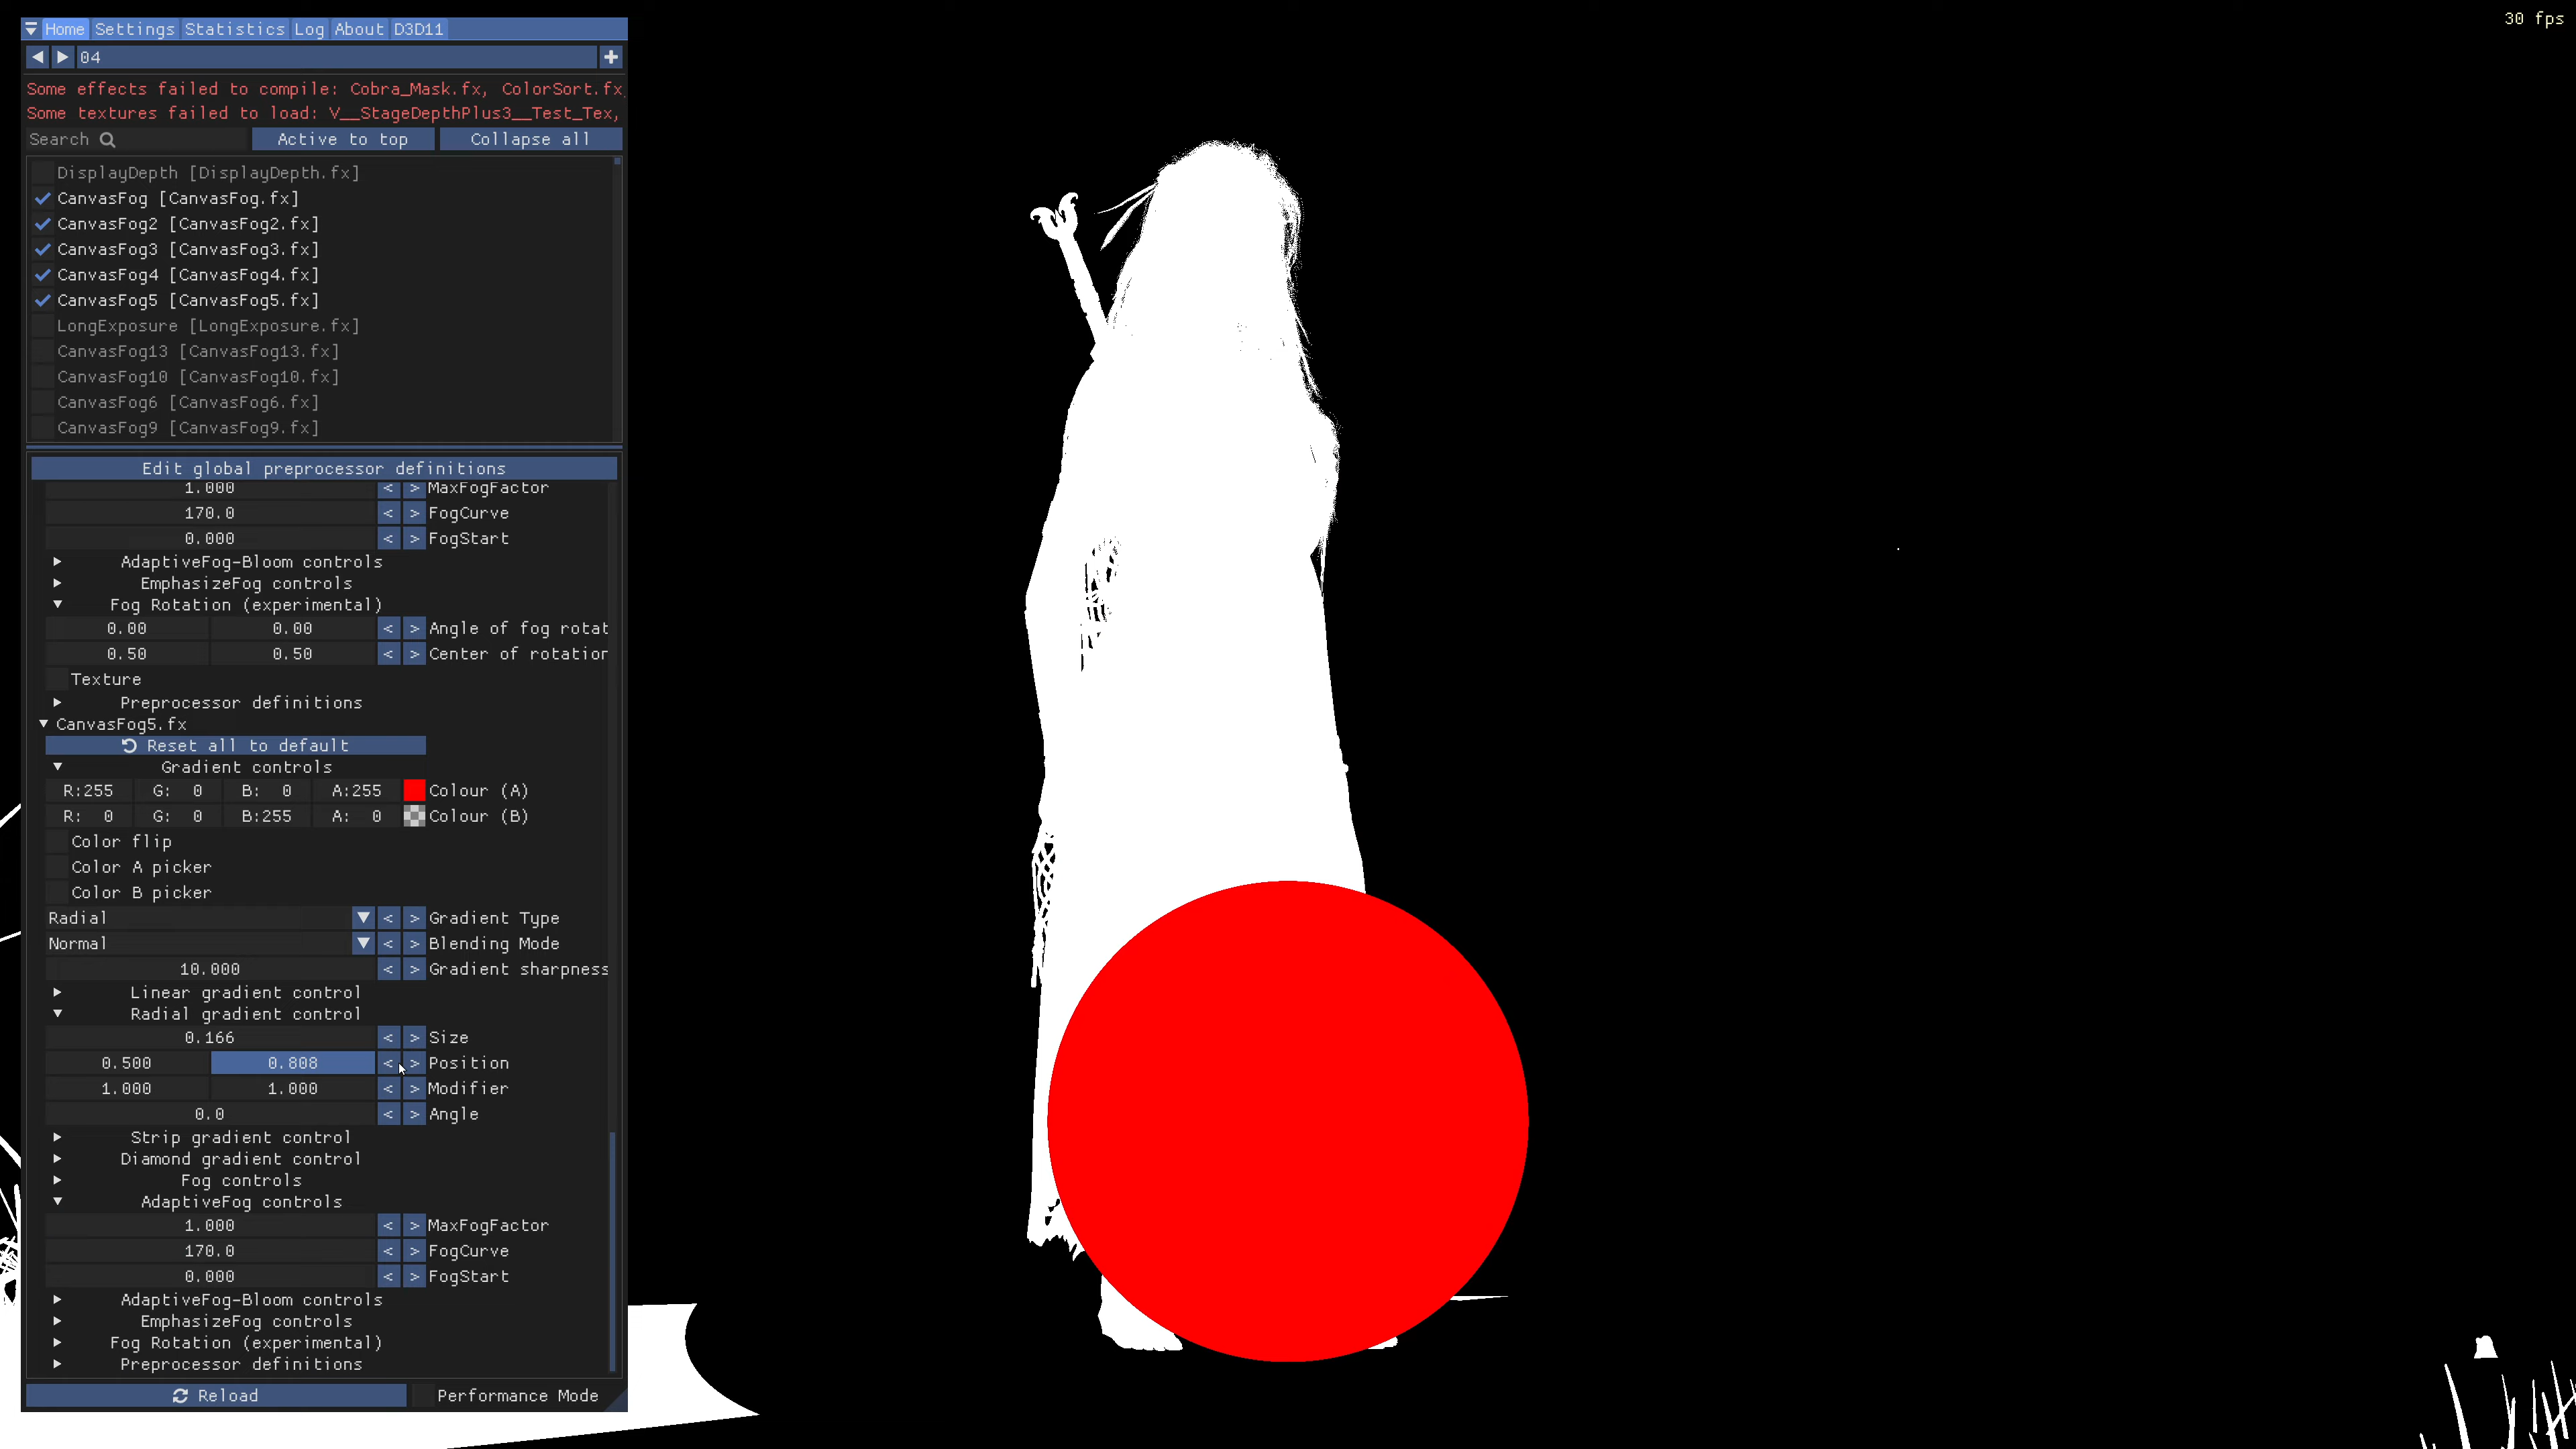 Home Settings Statistics Log About D3D11
30 fps
04
Some effects failed to compile: Cobra_Mask.fx, ColorSort.fx,
Some textures failed to load: V__StageDepthPlus3__Test_Tex,
Search Active to top Collapse all
DisplayDepth [DisplayDepth.fx]
CanvasFog [CanvasFog.fx]
CanvasFog2 [CanvasFog2.fx]
CanvasFog3 [CanvasFog3.fx]
CanvasFog4 [CanvasFog4.fx]
CanvasFog5 [CanvasFog5.fx]
LongExposure [LongExposure.fx]
CanvasFog13 [CanvasFog13.fx]
CanvasFog10 [CanvasFog10.fx]
CanvasFog6 [CanvasFog6.fx]
CanvasFog9 [CanvasFog9.fx]
Edit global preprocessor definitions
1.000 < > MaxFogFactor
170.0 < > FogCurve
0.000 < > FogStart
AdaptiveFog-Bloom controls
EmphasizeFog controls
Fog Rotation (experimental)
0.00 0.00 < > Angle of fog rotat
0.50 0.50 < > Center of rotation
Texture
Preprocessor definitions
CanvasFog5.fx
Reset all to default
Gradient controls
R:255 G: 0 B: 0 A:255 Colour (A)
R: 0 G: 0 B:255 A: 0 Colour (B)
Color flip
Color A picker
Color B picker
Radial < > Gradient Type
Normal < > Blending Mode
10.000 < > Gradient sharpness
Linear gradient control
Radial gradient control
0.166 < > Size
0.500 0.808 < > Position
1.000 1.000 < > Modifier
0.0 < > Angle
Strip gradient control
Diamond gradient control
Fog controls
AdaptiveFog controls
1.000 < > MaxFogFactor
170.0 < > FogCurve
0.000 < > FogStart
AdaptiveFog-Bloom controls
EmphasizeFog controls
Fog Rotation (experimental)
Preprocessor definitions
Reload Performance Mode